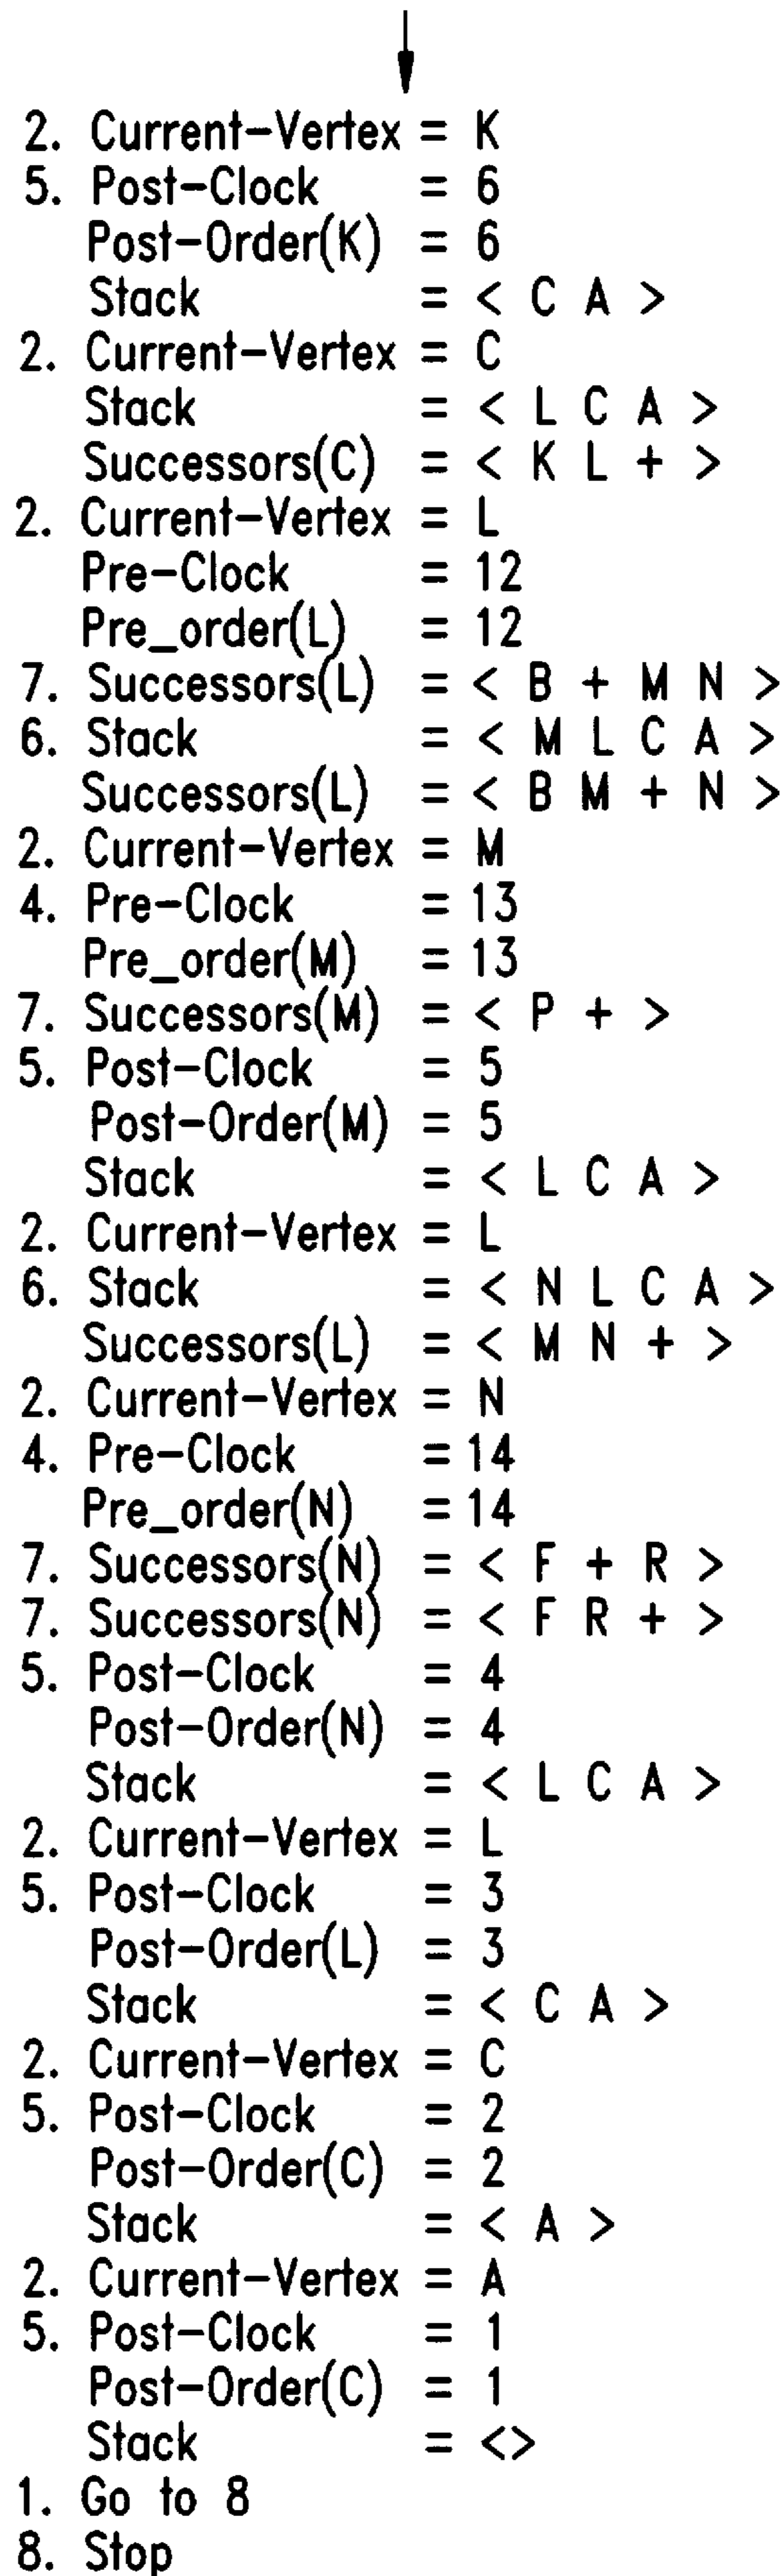 2. Current-Vertex = K
5. Post-Clock = 6
Post-Order(K) = 6
Stack = < C A >
2. Current-Vertex = C
Stack = < L C A >
Successors(C) = < K L + >
2. Current-Vertex = L
Pre-Clock = 12
Pre_order(L) = 12
7. Successors(L) = < B + M N >
6. Stack = < M L C A >
Successors(L) = < B M + N >
2. Current-Vertex = M
4. Pre-Clock = 13
Pre_order(M) = 13
7. Successors(M) = < P + >
5. Post-Clock = 5
Post-Order(M) = 5
Stack = < L C A >
2. Current-Vertex = L
6. Stack = < N L C A >
Successors(L) = < M N + >
2. Current-Vertex = N
4. Pre-Clock = 14
Pre_order(N) = 14
7. Successors(N) = < F + R >
7. Successors(N) = < F R + >
5. Post-Clock = 4
Post-Order(N) = 4
Stack = < L C A >
2. Current-Vertex = L
5. Post-Clock = 3
Post-Order(L) = 3
Stack = < C A >
2. Current-Vertex = C
5. Post-Clock = 2
Post-Order(C) = 2
Stack = < A >
2. Current-Vertex = A
5. Post-Clock = 1
Post-Order(C) = 1
Stack = <>
1. Go to 8
8. Stop